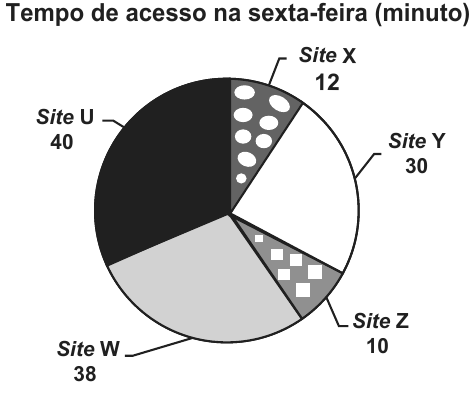 Tempo de acesso na sexta-feira (minuto)
Site X
12
Site U
40
Site Y
30
Site Z
10
Site W
38